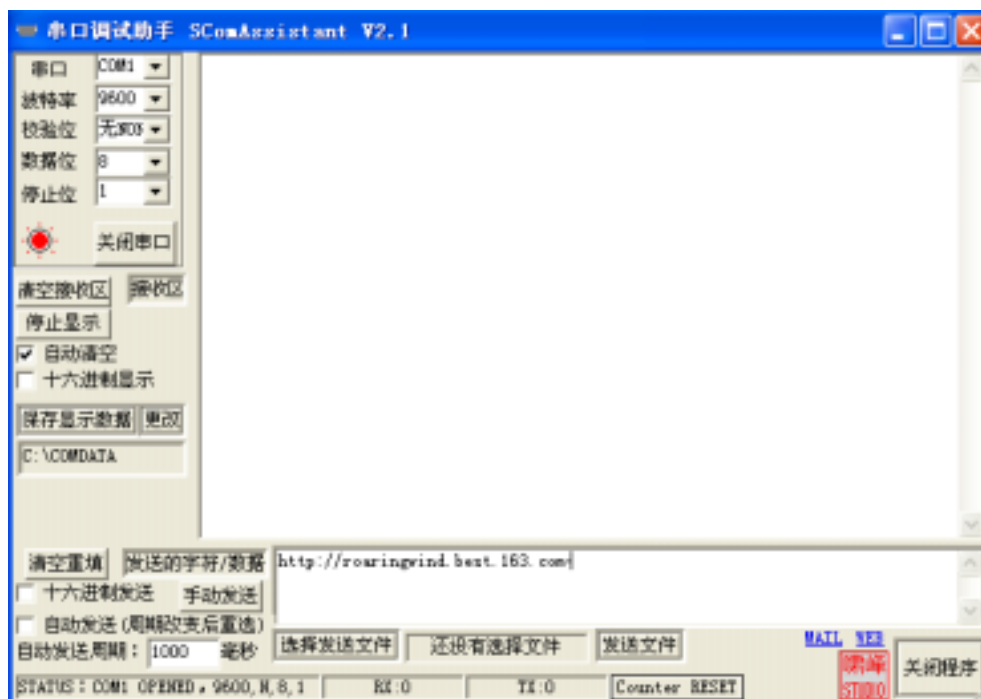 串口调试助手 SComAssistant V2.1
串口 COM1
波特率 9600
校验位 无NON
数据位 8
停止位 1
关闭串口
清空接收区 接收区
停止显示
自动清空
十六进制显示
保存显示数据 更改
C:\COMDATA
清空重填 发送的字符/数据 http://roaringwind.best.163.com
十六进制发送 手动发送
自动发送(周期改变后重选)
自动发送周期: 1000 毫秒 选择发送文件 还没有选择文件 发送文件 MAIL WEB
STUDIO 关闭程序
STATUS:COM1 OPENED,9600,N,8,1 RX:0 TX:0 Counter RESET